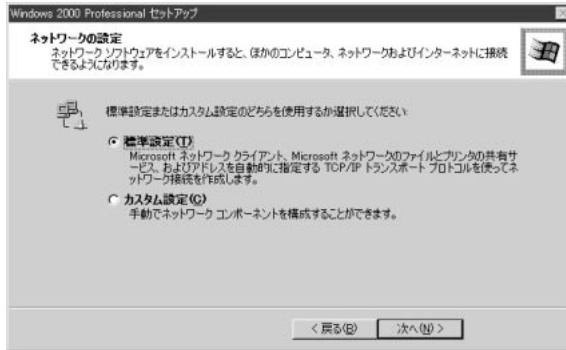 Windows 2000 Professional セットアップ
ネットワークの設定
ネットワーク ソフトウェアをインストールすると、ほかのコンピュータ、ネットワークおよびインターネットに接続
できるようになります。
標準設定またはカスタム設定のどちらを使用するか選択してください
標準設定(T)
Microsoft ネットワーク クライアント、Microsoft ネットワークのファイルとプリンタの共有サ
ービス、およびアドレスを自動的に指定する TCP/IP トランスポート プロトコルを使ってネ
ットワーク接続を作成します。
カスタム設定(C)
手動でネットワーク コンポーネントを構成することができます。
< 戻る(B)
次へ(N) >